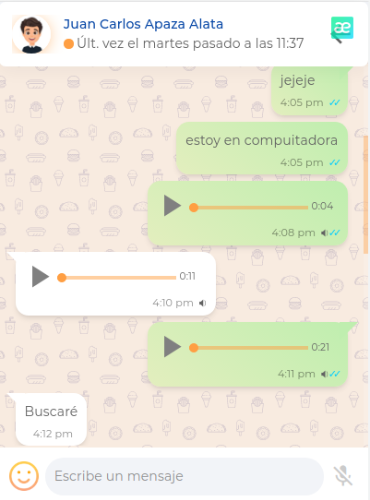 Juan Carlos Apaza Alata
Últ. vez el martes pasado a las 11:37
æ
jejeje
4:05 pm
estoy en compuitadora
4:05 pm
0:04
4:08 pm
0:11
4:10 pm
0:21
4:11 pm
Buscaré
4:12 pm
Escribe un mensaje